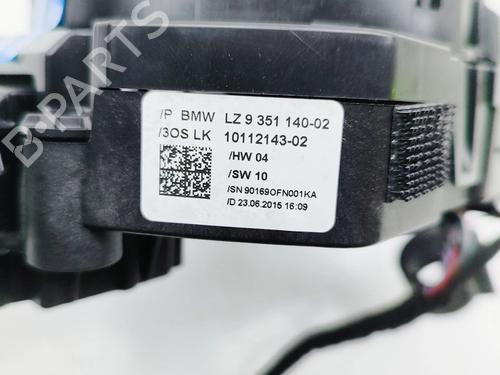 /P BMW LZ 9 351 140-02
/3OS LK 10112143-02
/HW 04
/SW 10
/SN 90169OFN001KA
/D 23.06.2015 16:09
B-PARTS